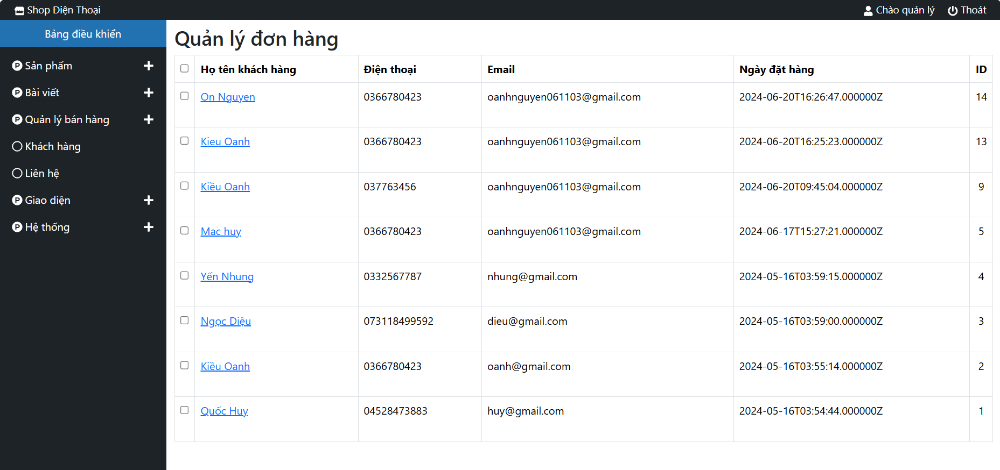 Shop Điện Thoại
Chào quản lý Thoát
Bảng điều khiển
Sản phẩm
Bài viết
Quản lý bán hàng
Khách hàng
Liên hệ
Giao diện
Hệ thống
Quản lý đơn hàng
Họ tên khách hàng Điện thoại Email Ngày đặt hàng ID
On Nguyen 0366780423 oanhnguyen061103@gmail.com 2024-06-20T16:26:47.000000Z 14
Kieu Oanh 0366780423 oanhnguyen061103@gmail.com 2024-06-20T16:25:23.000000Z 13
Kiều Oanh 037763456 oanhnguyen061103@gmail.com 2024-06-20T09:45:04.000000Z 9
Mac huy 0366780423 oanhnguyen061103@gmail.com 2024-06-17T15:27:21.000000Z 5
Yến Nhung 0332567787 nhung@gmail.com 2024-05-16T03:59:15.000000Z 4
Ngọc Diệu 073118499592 dieu@gmail.com 2024-05-16T03:59:00.000000Z 3
Kiều Oanh 0366780423 oanh@gmail.com 2024-05-16T03:55:14.000000Z 2
Quốc Huy 04528473883 huy@gmail.com 2024-05-16T03:54:44.000000Z 1